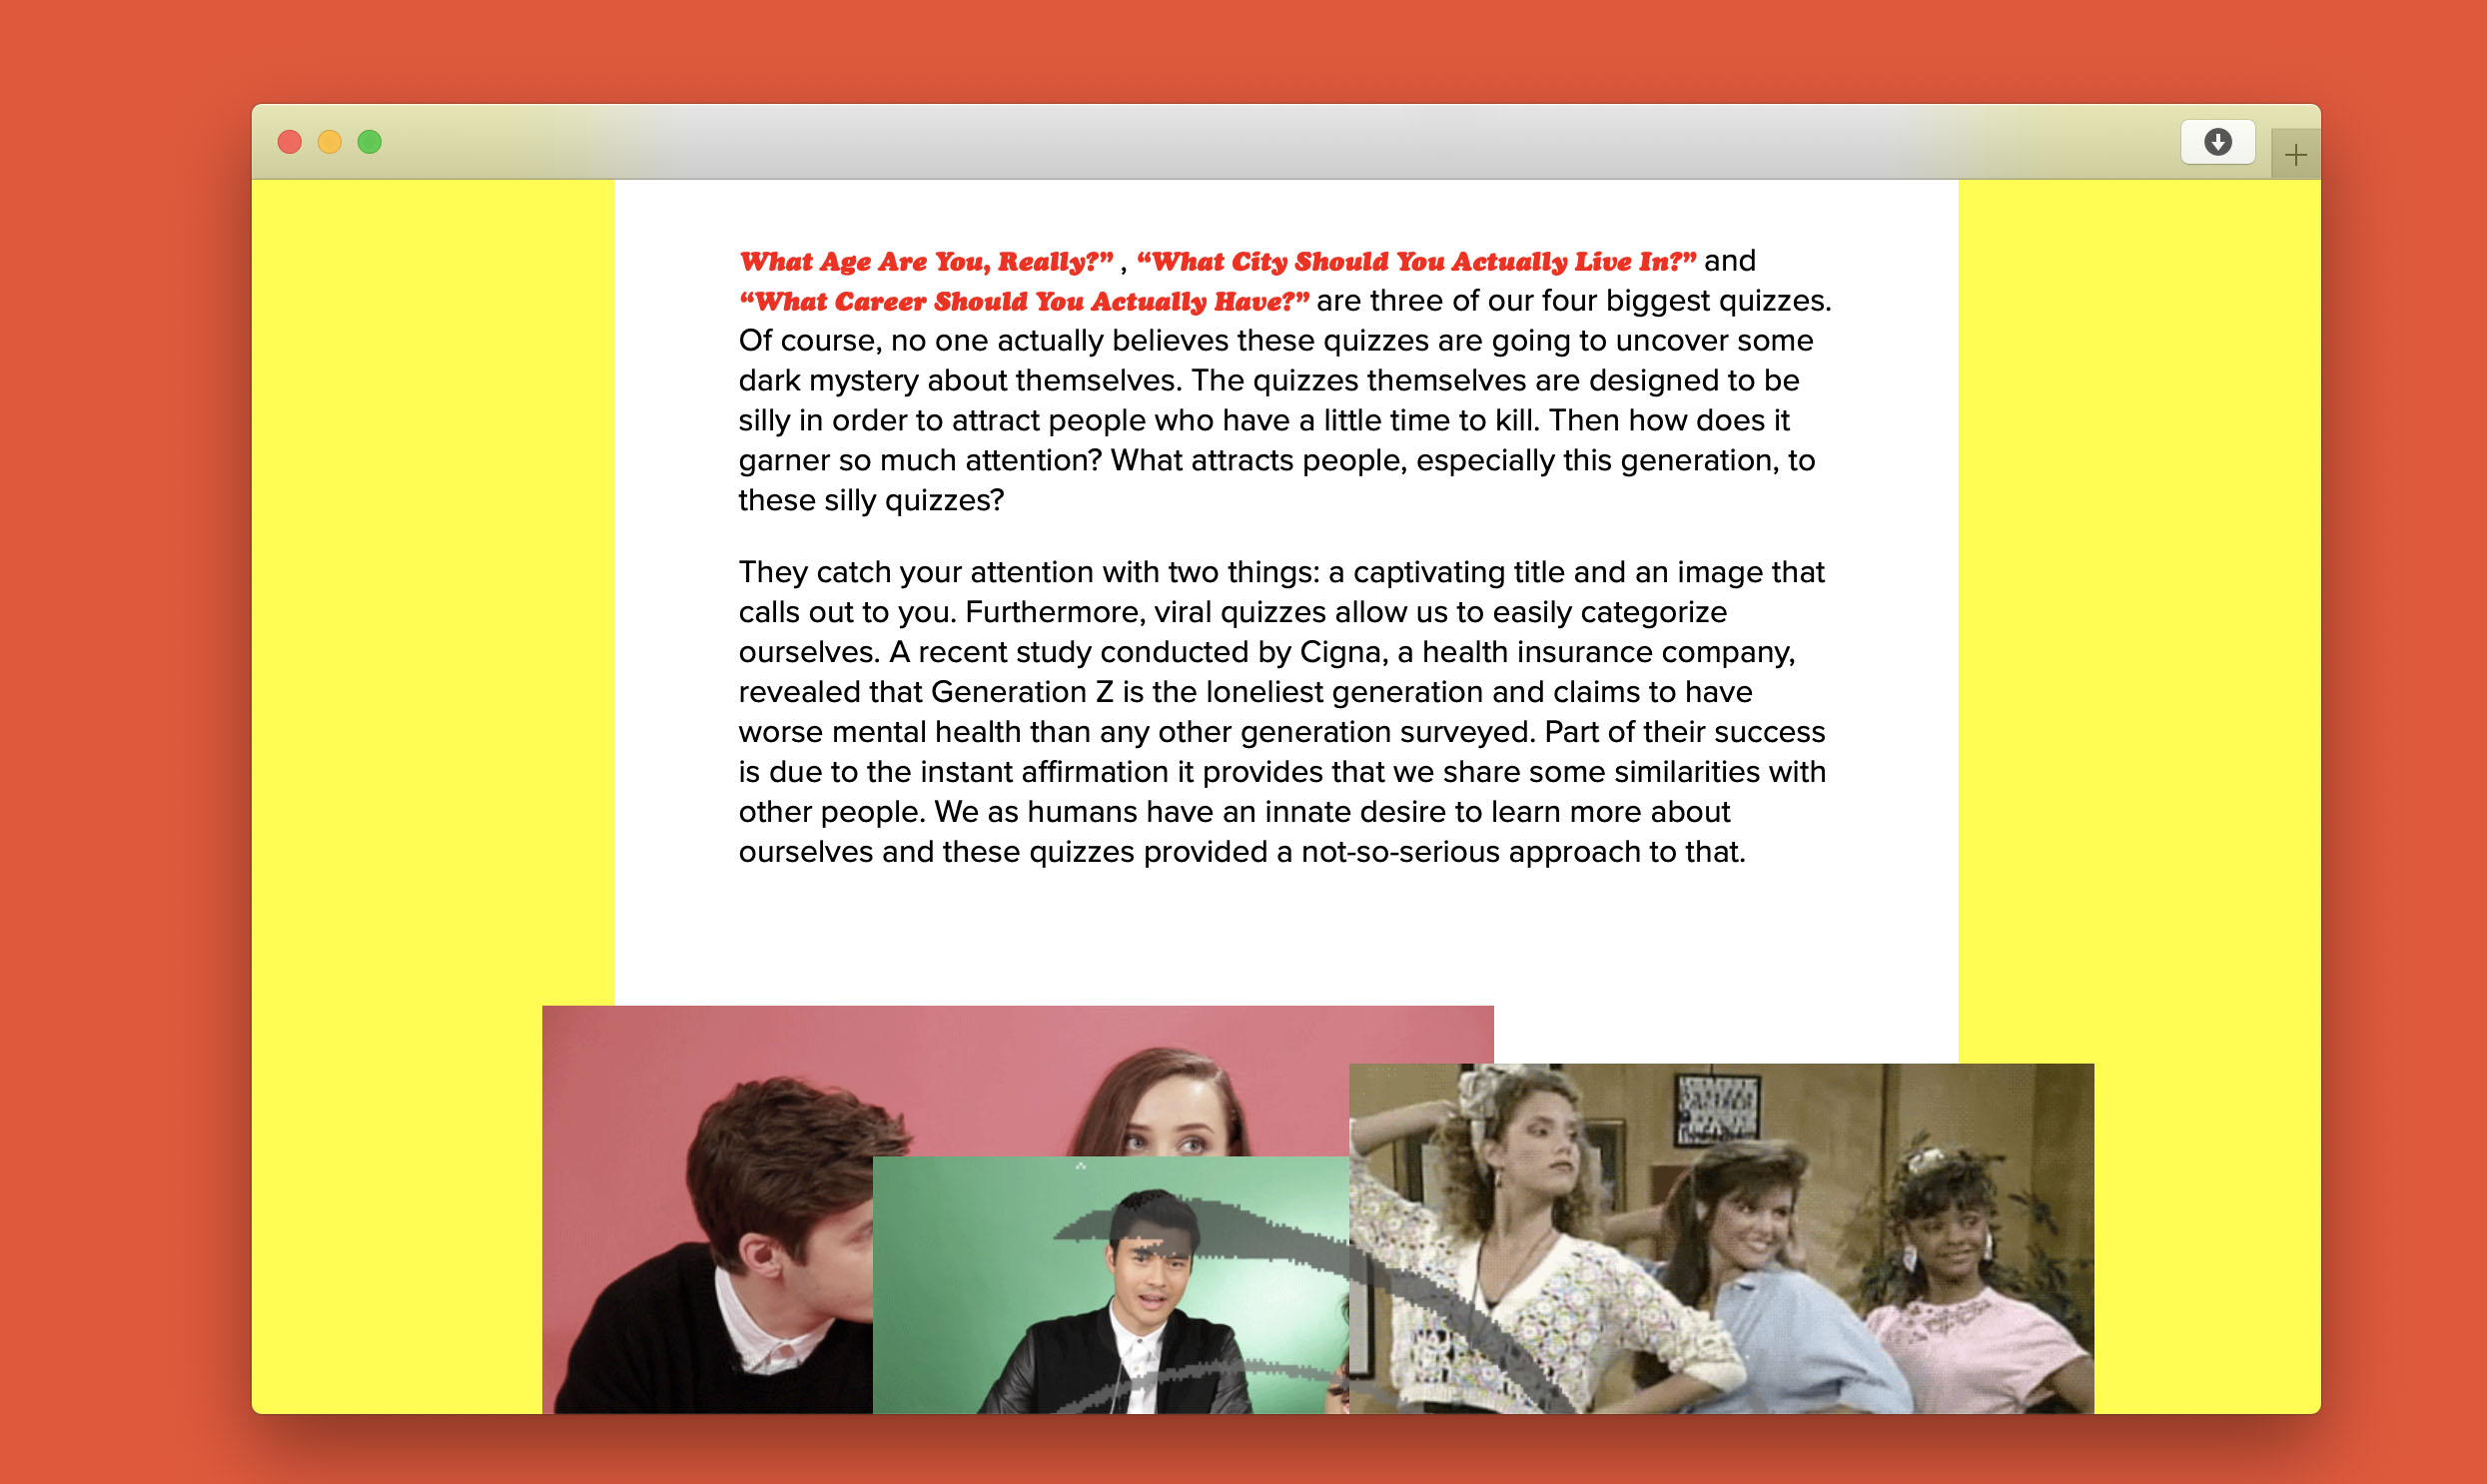 What Age Are You, Really?” , “What City Should You Actually Live In?” and
“What Career Should You Actually Have?” are three of our four biggest quizzes.
Of course, no one actually believes these quizzes are going to uncover some
dark mystery about themselves. The quizzes themselves are designed to be
silly in order to attract people who have a little time to kill. Then how does it
garner so much attention? What attracts people, especially this generation, to
these silly quizzes?
They catch your attention with two things: a captivating title and an image that
calls out to you. Furthermore, viral quizzes allow us to easily categorize
ourselves. A recent study conducted by Cigna, a health insurance company,
revealed that Generation Z is the loneliest generation and claims to have
worse mental health than any other generation surveyed. Part of their success
is due to the instant affirmation it provides that we share some similarities with
other people. We as humans have an innate desire to learn more about
ourselves and these quizzes provided a not-so-serious approach to that.